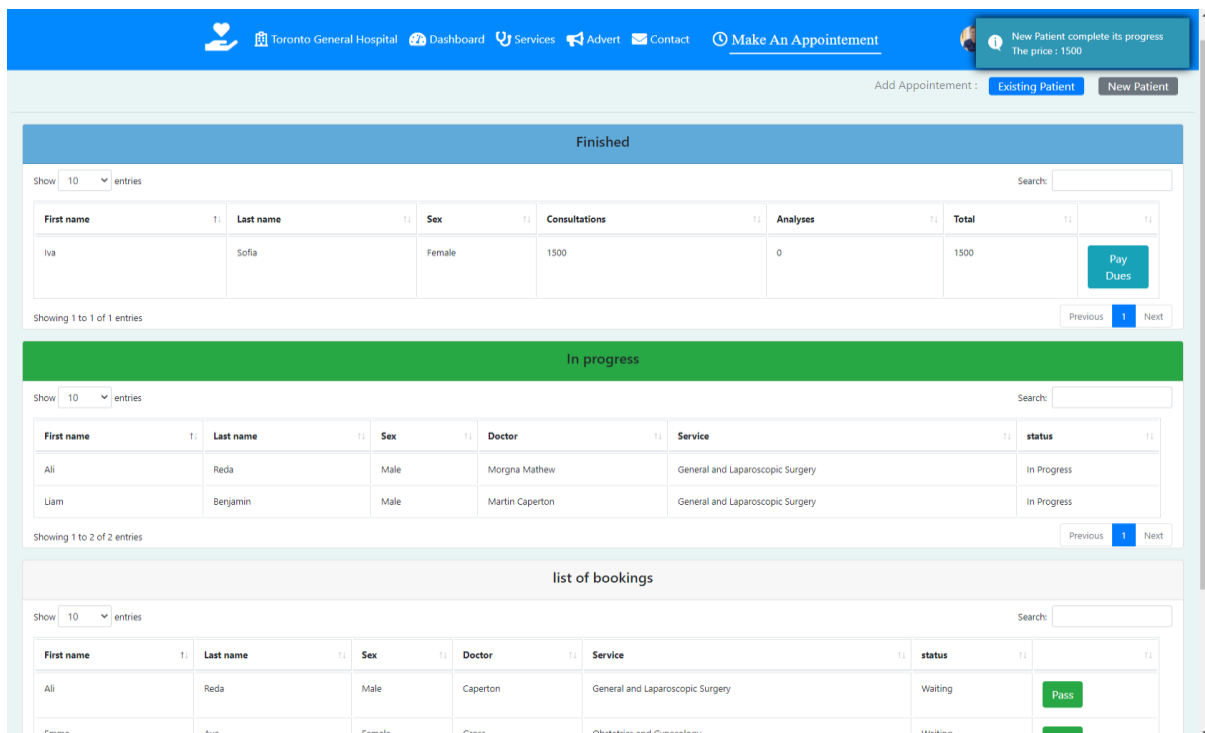 Toronto General Hospital Dashboard Services Advert Contact Make An Appointement
New Patient complete its progress
The price : 1500
Add Appointement : Existing Patient New Patient
Finished
Show 10 entries Search:
First name Last name Sex Consultations Analyses Total
Iva Sofia Female 1500 0 1500 Pay Dues
Showing 1 to 1 of 1 entries Previous 1 Next
In progress
Show 10 entries Search:
First name Last name Sex Doctor Service status
Ali Reda Male Morgna Mathew General and Laparoscopic Surgery In Progress
Liam Benjamin Male Martin Caperton General and Laparoscopic Surgery In Progress
Showing 1 to 2 of 2 entries Previous 1 Next
list of bookings
Show 10 entries Search:
First name Last name Sex Doctor Service status
Ali Reda Male Caperton General and Laparoscopic Surgery Waiting Pass